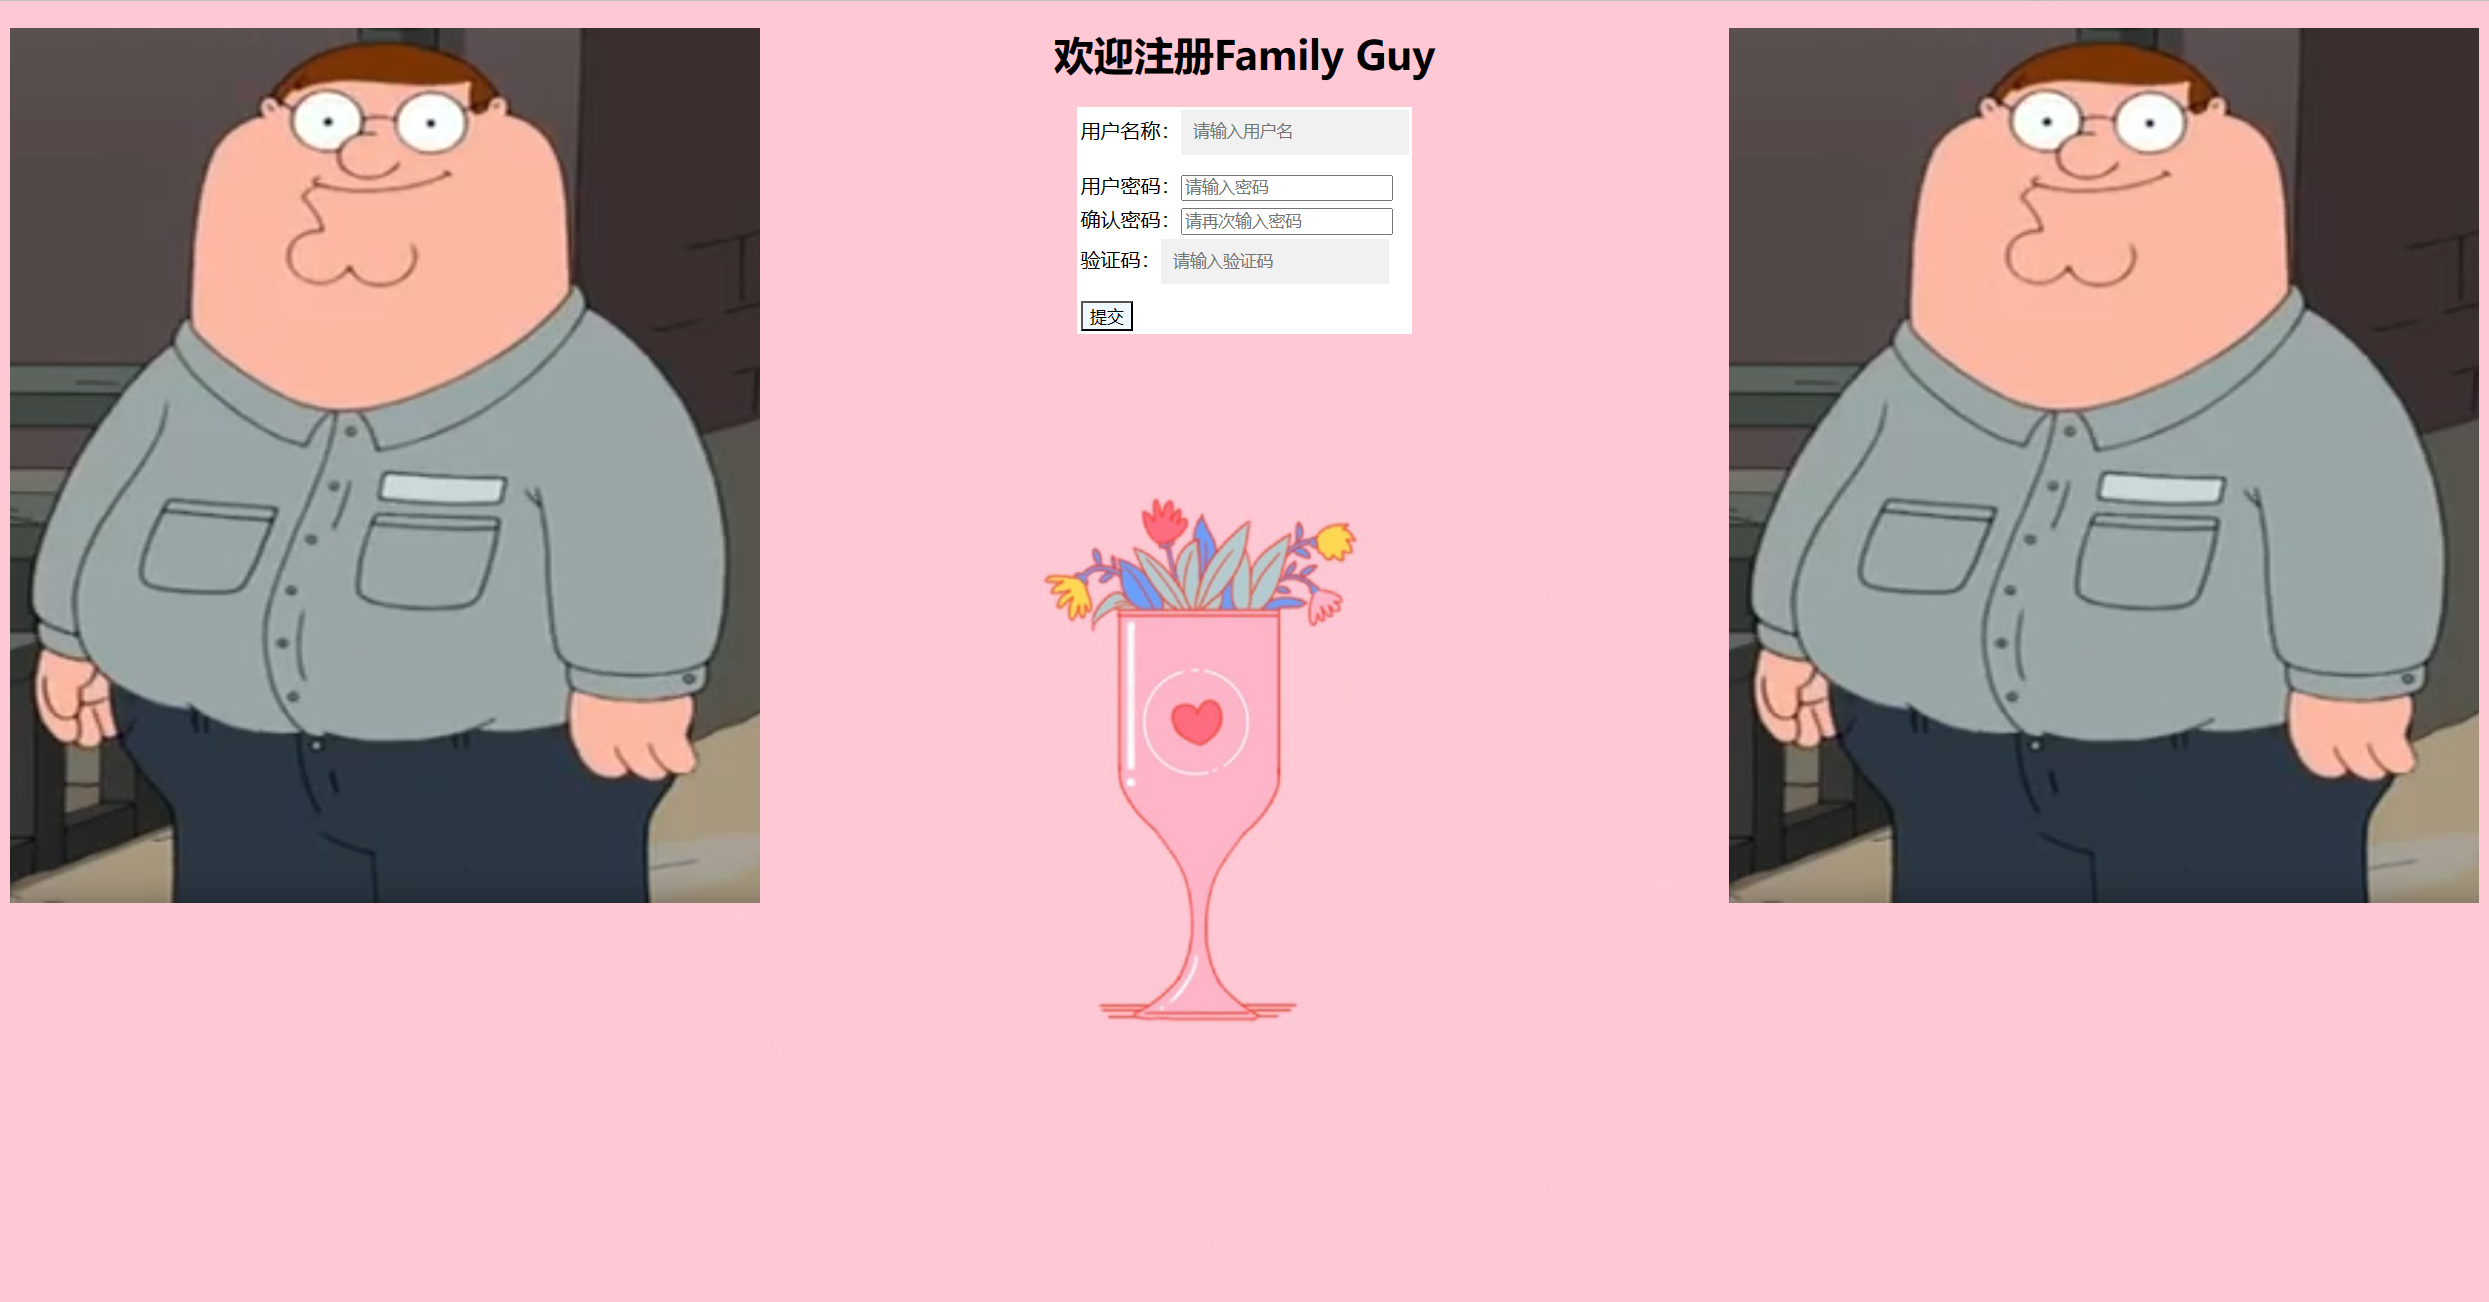 欢迎注册Family Guy
用户名称： 请输入用户名
用户密码： 请输入密码
确认密码： 请再次输入密码
验证码： 请输入验证码
提交